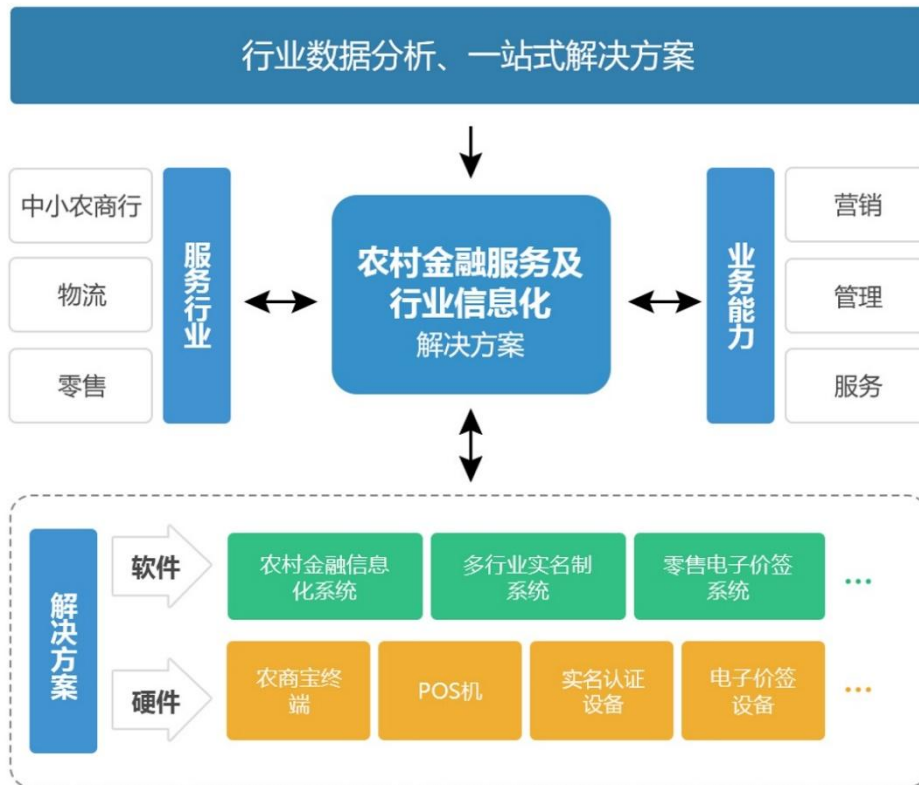 行业数据分析、一站式解决方案
中小农商行
物流
零售
服务行业
农村金融服务及
行业信息化
解决方案
业务能力
营销
管理
服务
解决方案
软件
农村金融信息
化系统
多行业实名制
系统
零售电子价签
系统
...
硬件
农商宝终
端
POS机
实名认证
设备
电子价签
设备
...